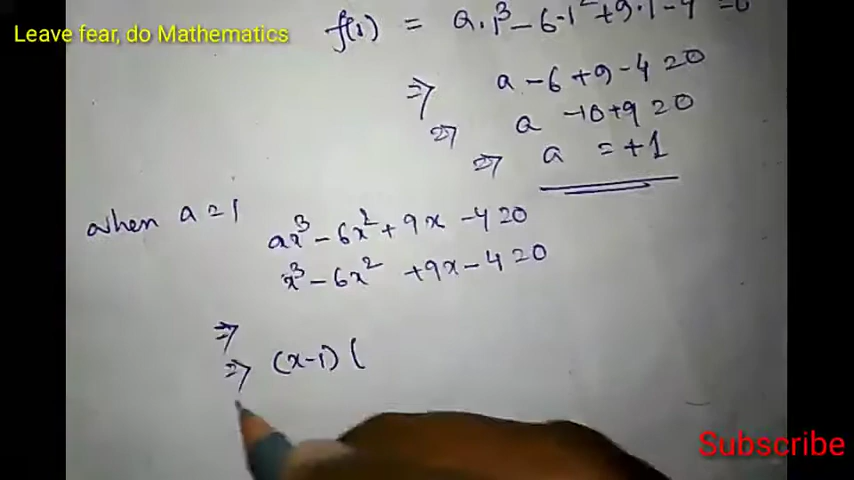 Leave fear, do Mathematics
f(1) = a.1³ - 6.1² + 9.1 - 4 = 0
⇒ a - 6 + 9 - 4 = 0
⇒ a - 10 + 9 = 0
⇒ a = +1
when a = 1
ax³ - 6x² + 9x - 4 = 0
x³ - 6x² + 9x - 4 = 0
⇒
⇒ (x-1) (
Subscribe